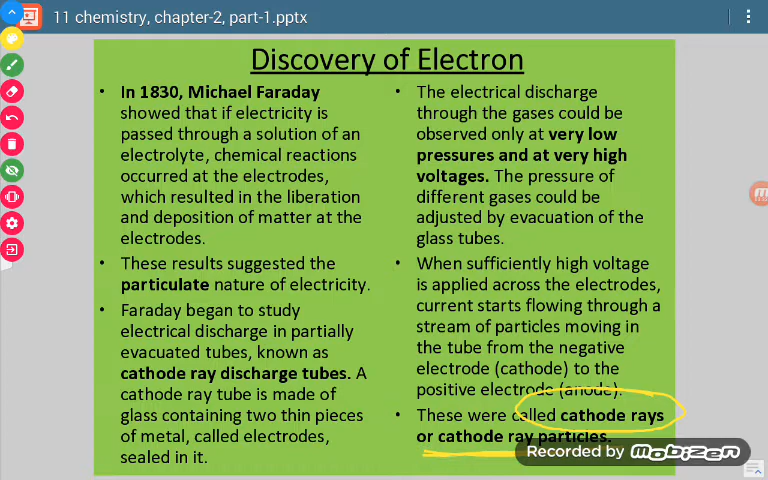 11 chemistry, chapter-2, part-1.pptx
Discovery of Electron
• In 1830, Michael Faraday
showed that if electricity is
passed through a solution of an
electrolyte, chemical reactions
occurred at the electrodes,
which resulted in the liberation
and deposition of matter at the
electrodes.
• These results suggested the
particulate nature of electricity.
• Faraday began to study
electrical discharge in partially
evacuated tubes, known as
cathode ray discharge tubes. A
cathode ray tube is made of
glass containing two thin pieces
of metal, called electrodes,
sealed in it.
• The electrical discharge
through the gases could be
observed only at very low
pressures and at very high
voltages. The pressure of
different gases could be
adjusted by evacuation of the
glass tubes.
• When sufficiently high voltage
is applied across the electrodes,
current starts flowing through a
stream of particles moving in
the tube from the negative
electrode (cathode) to the
positive electrode (anode).
• These were called cathode rays
or cathode ray particles.
Recorded by mobizen